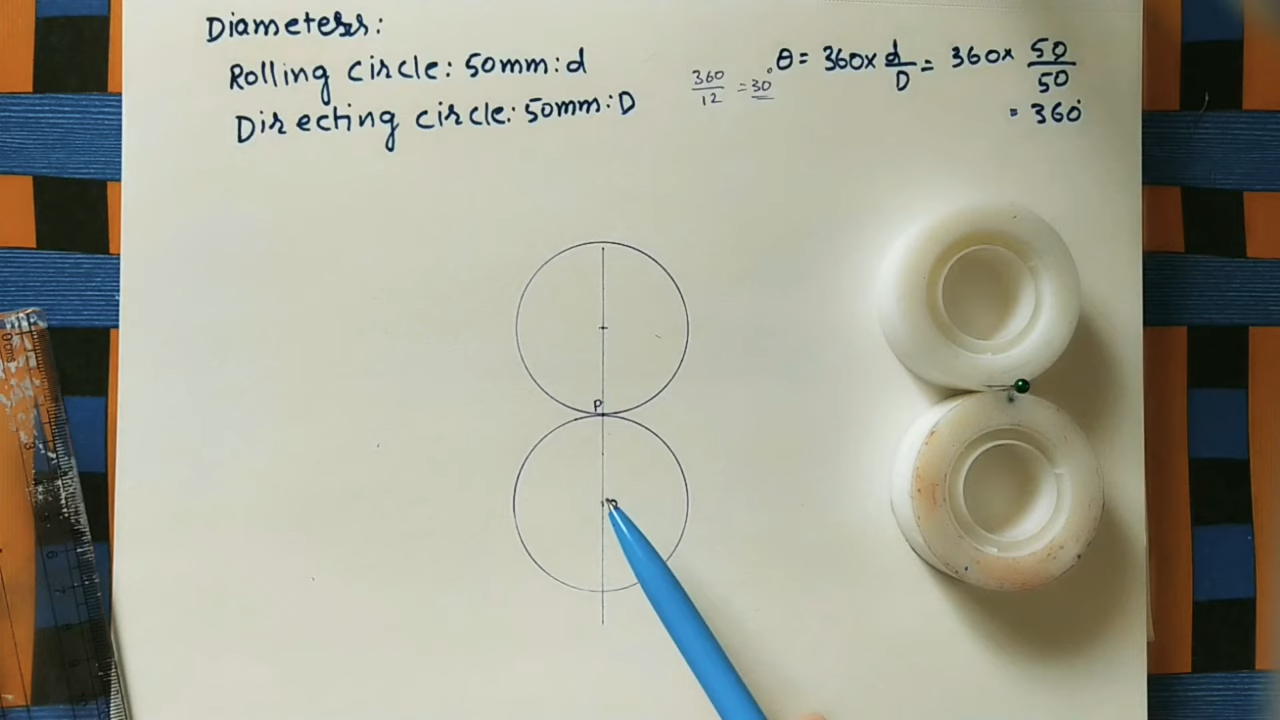 Diameters:
Rolling circle: 50mm:d
Directing circle: 50mm:D
360/12 = 30°
θ = 360× d/D = 360× 50/50
= 360°
P